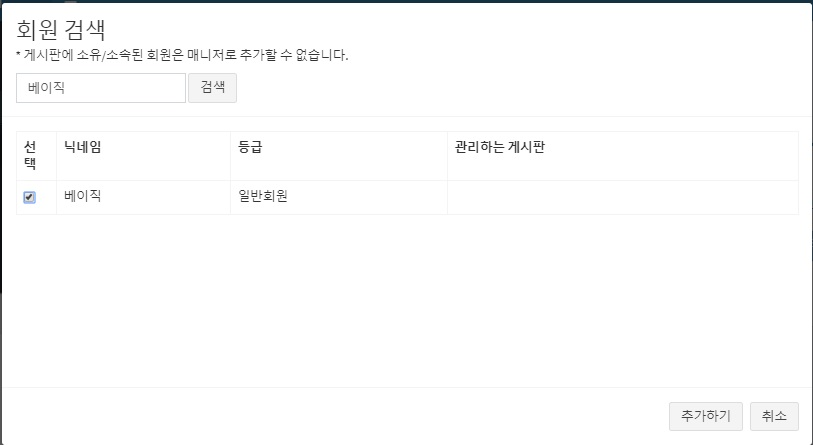 회원 검색
* 게시판에 소유/소속된 회원은 매니저로 추가할 수 없습니다.
베이직 검색
선택 닉네임 등급 관리하는 게시판
베이직 일반회원
추가하기 취소